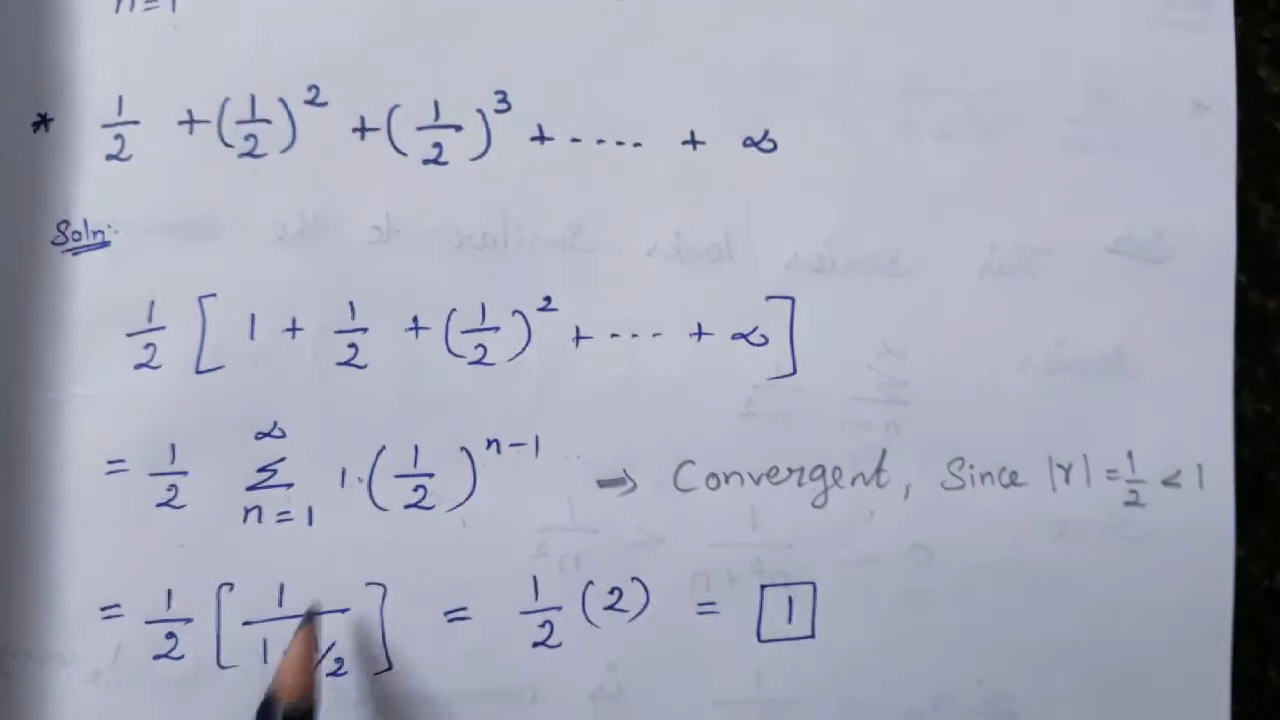 n=1
* 1/2 + (1/2)^2 + (1/2)^3 + ..... + ∞
Soln:-
1/2 [ 1 + 1/2 + (1/2)^2 + ... + ∞ ]
= 1/2 ∞ Σ n=1 1.(1/2)^n-1 → Convergent, Since |r| = 1/2 < 1
= 1/2 [ 1 / 1 1/2 ] = 1/2 (2) = 1